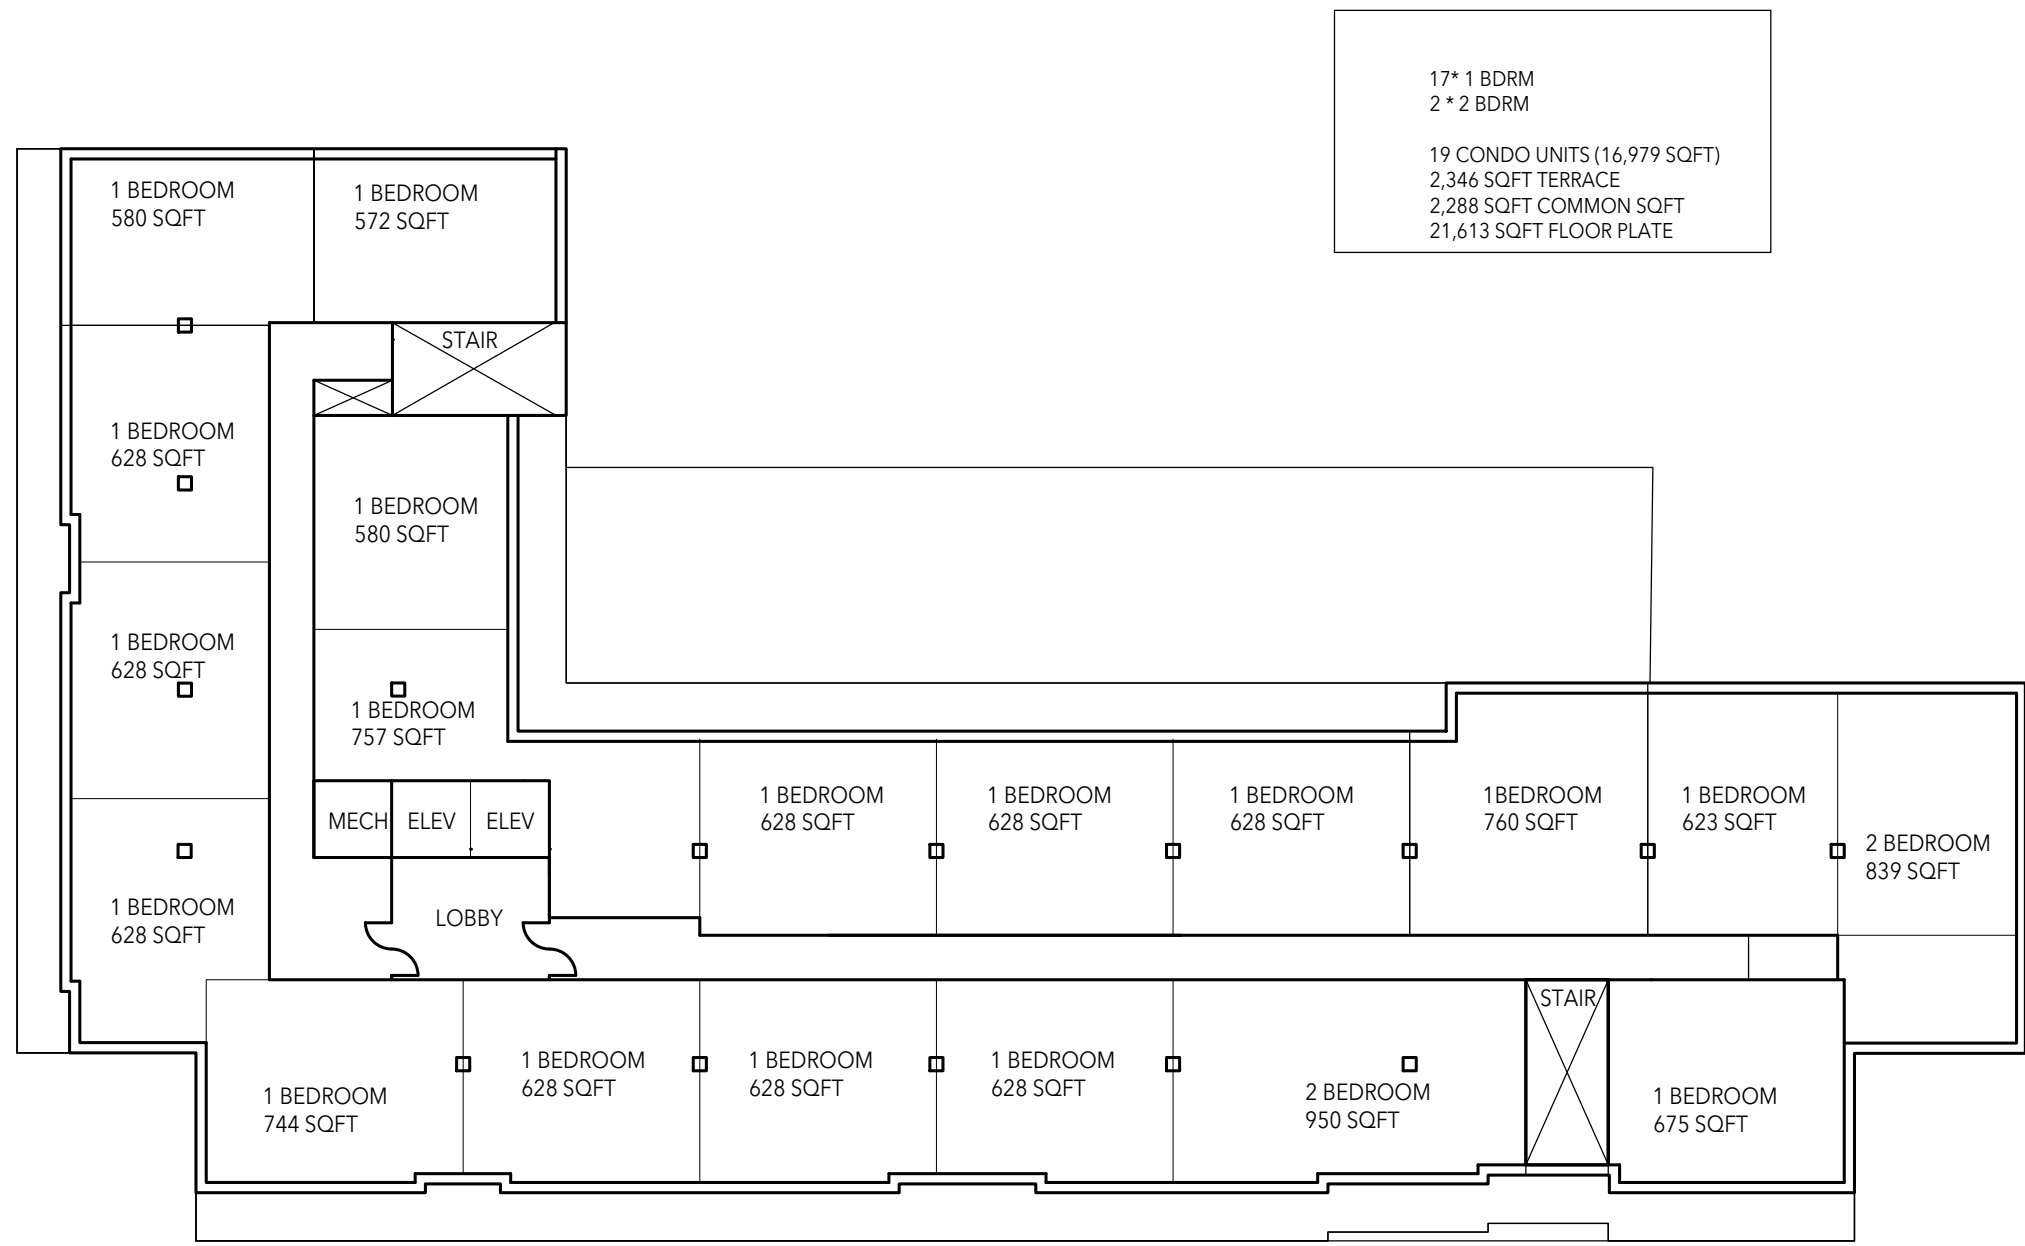 17* 1 BDRM
2 * 2 BDRM
19 CONDO UNITS (16,979 SQFT)
2,346 SQFT TERRACE
2,288 SQFT COMMON SQFT
21,613 SQFT FLOOR PLATE
1 BEDROOM
580 SQFT
1 BEDROOM
572 SQFT
STAIR
1 BEDROOM
628 SQFT
1 BEDROOM
580 SQFT
1 BEDROOM
628 SQFT
1 BEDROOM
757 SQFT
MECH
ELEV
ELEV
1 BEDROOM
628 SQFT
1 BEDROOM
628 SQFT
1 BEDROOM
628 SQFT
1BEDROOM
760 SQFT
1 BEDROOM
623 SQFT
2 BEDROOM
839 SQFT
1 BEDROOM
628 SQFT
LOBBY
STAIR
1 BEDROOM
744 SQFT
1 BEDROOM
628 SQFT
1 BEDROOM
628 SQFT
1 BEDROOM
628 SQFT
2 BEDROOM
950 SQFT
1 BEDROOM
675 SQFT